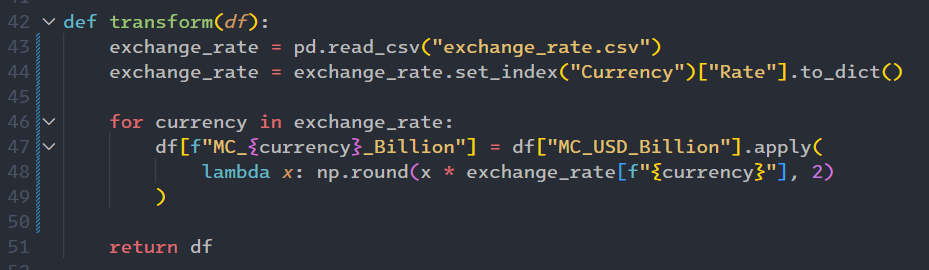 41
42 def transform(df):
43 exchange_rate = pd.read_csv("exchange_rate.csv")
44 exchange_rate = exchange_rate.set_index("Currency")["Rate"].to_dict()
45
46 for currency in exchange_rate:
47 df[f"MC_{currency}_Billion"] = df["MC_USD_Billion"].apply(
48 lambda x: np.round(x * exchange_rate[f"{currency}"], 2)
49 )
50
51 return df
52